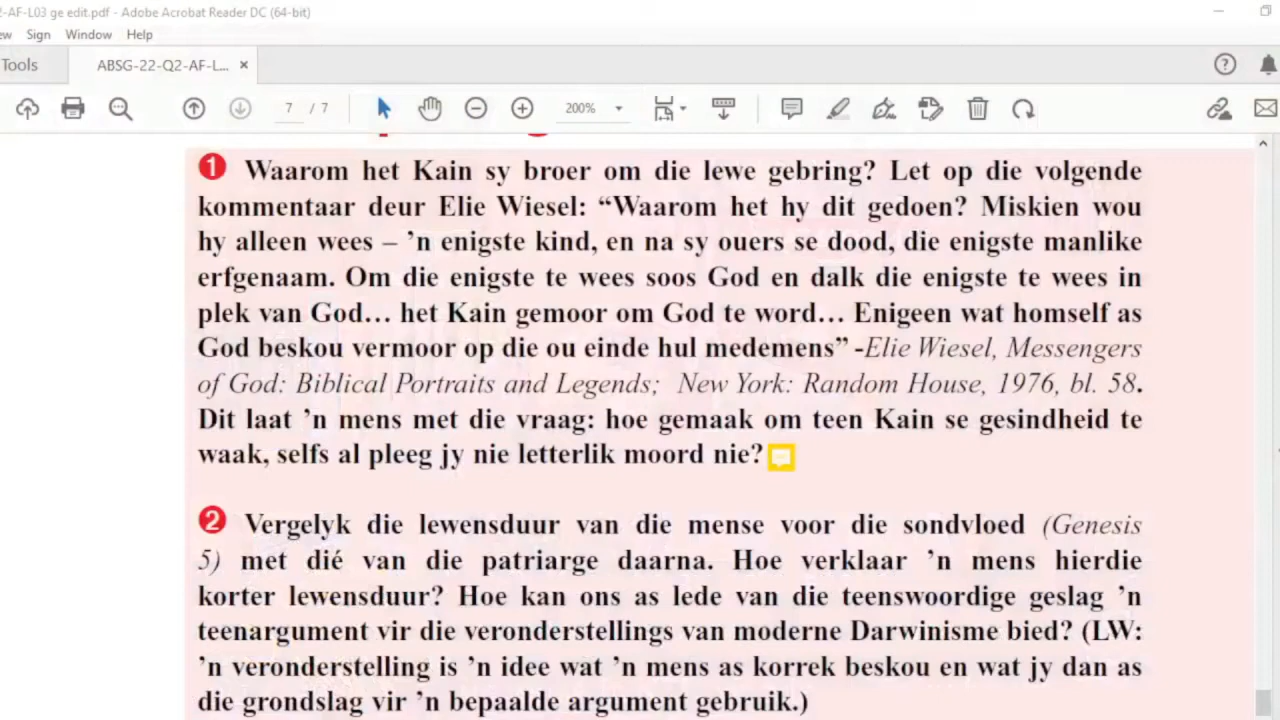 2-AF-L03 ge edit.pdf - Adobe Acrobat Reader DC (64-bit)
ew Sign Window Help
Tools ABSG-22-Q2-AF-L... ×
7 / 7 200%
1 Waarom het Kain sy broer om die lewe gebring? Let op die volgende
kommentaar deur Elie Wiesel: “Waarom het hy dit gedoen? Miskien wou
hy alleen wees – ’n enigste kind, en na sy ouers se dood, die enigste manlike
erfgenaam. Om die enigste te wees soos God en dalk die enigste te wees in
plek van God… het Kain gemoor om God te word… Enigeen wat homself as
God beskou vermoor op die ou einde hul medemens” -Elie Wiesel, Messengers
of God: Biblical Portraits and Legends; New York: Random House, 1976, bl. 58.
Dit laat ’n mens met die vraag: hoe gemaak om teen Kain se gesindheid te
waak, selfs al pleeg jy nie letterlik moord nie?
2 Vergelyk die lewensduur van die mense voor die sondvloed (Genesis
5) met dié van die patriarge daarna. Hoe verklaar ’n mens hierdie
korter lewensduur? Hoe kan ons as lede van die teenswoordige geslag ’n
teenargument vir die veronderstellings van moderne Darwinisme bied? (LW:
’n veronderstelling is ’n idee wat ’n mens as korrek beskou en wat jy dan as
die grondslag vir ’n bepaalde argument gebruik.)